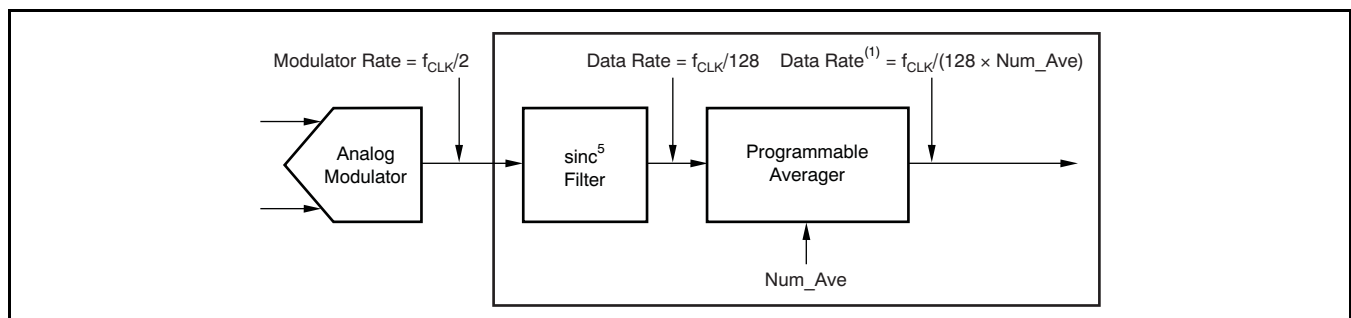 Modulator Rate = fCLK/2
Data Rate = fCLK/128
Data Rate(1) = fCLK/(128 × Num_Ave)
Analog
Modulator
sinc5
Filter
Programmable
Averager
Num_Ave